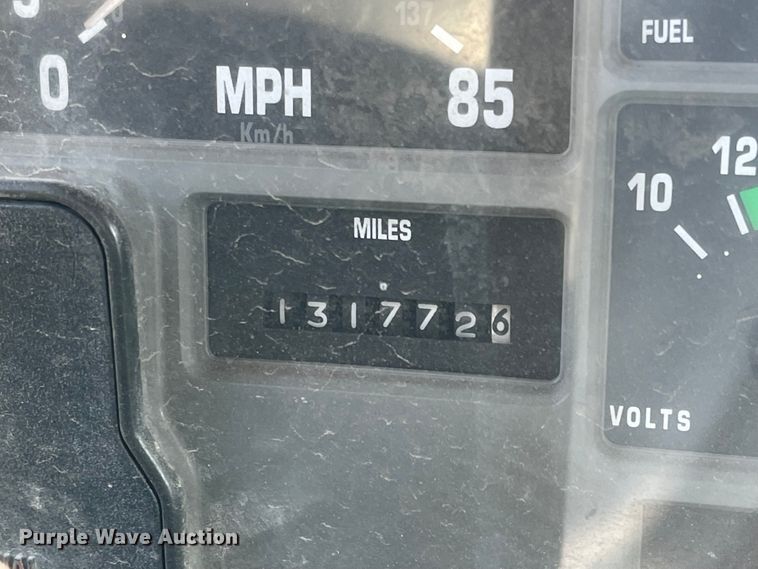 137
FUEL
0 MPH 85
Km/h
10 12
MILES
1317726
VOLTS
Purple Wave Auction